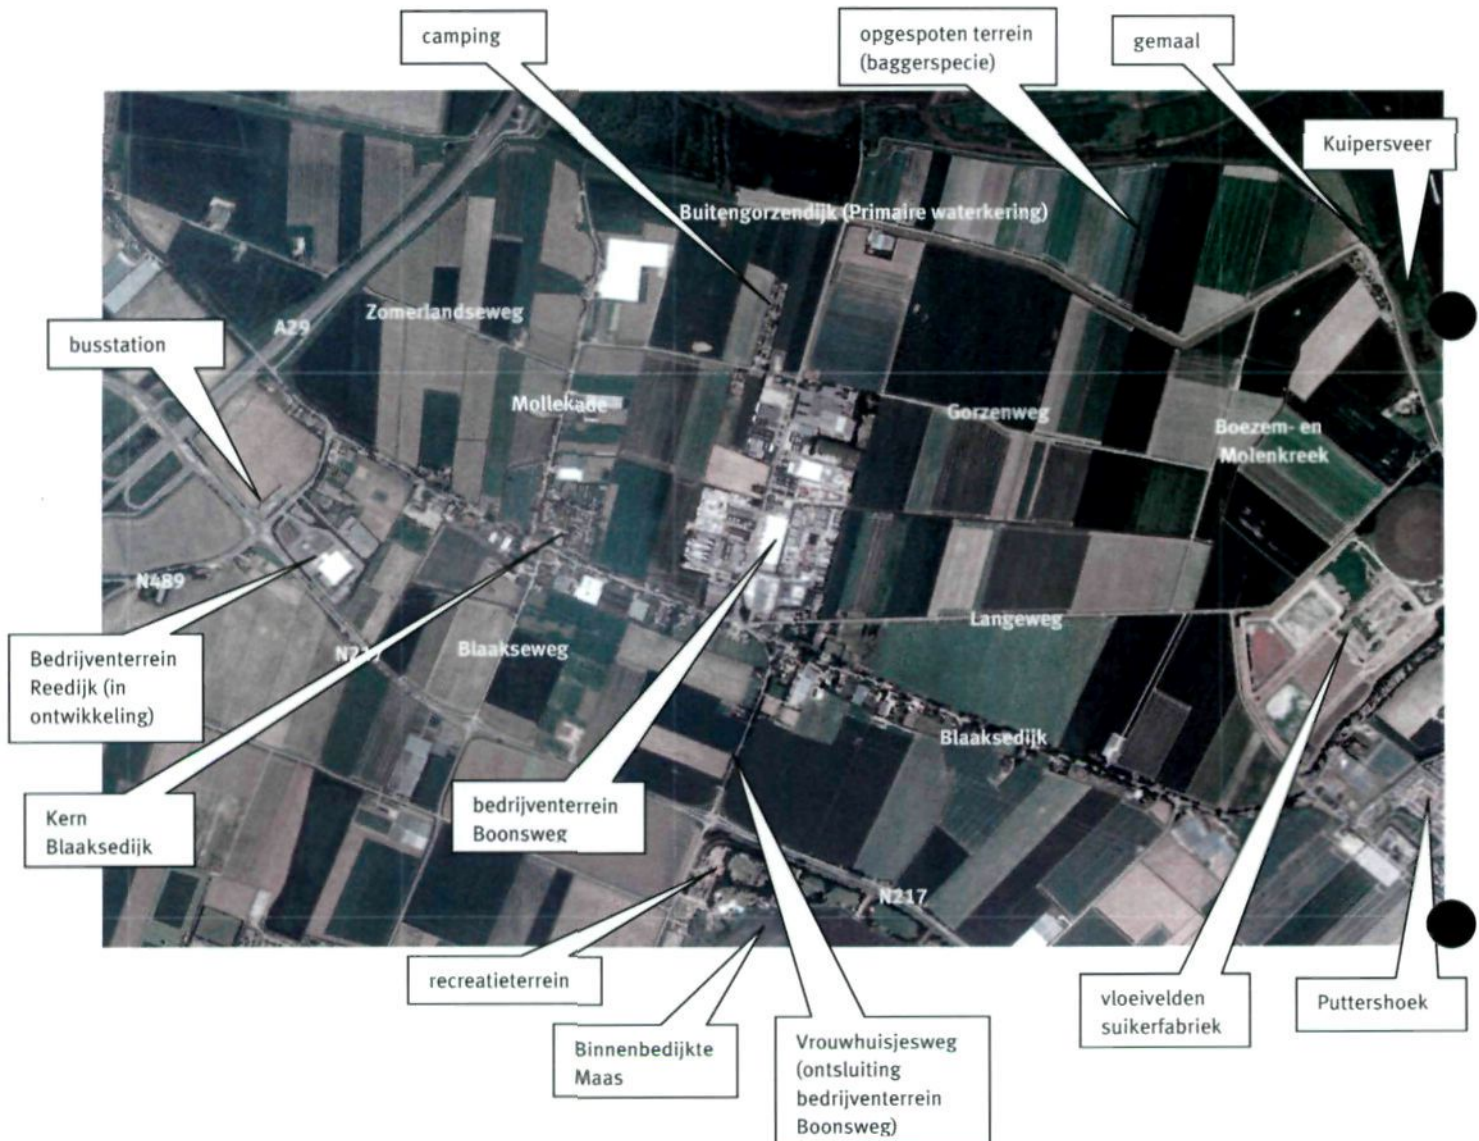 camping
opgespoten terrein
(baggerspecie)
gemaal
Kuipersveer
Buitengorzendijk (Primaire waterkering)
Zomerlandseweg
A29
busstation
Mollekade
Gorzenweg
Boezem- en
Molenkreek
N489
Langeweg
Bedrijventerrein
Reedijk (in
ontwikkeling)
N217
Blaakseweg
Blaaksedijk
Kern
Blaaksedijk
bedrijventerrein
Boonsweg
N217
recreatieterrein
vloeivelden
suikerfabriek
Puttershoek
Binnenbedijkte
Maas
Vrouwhuisjesweg
(ontsluiting
bedrijventerrein
Boonsweg)